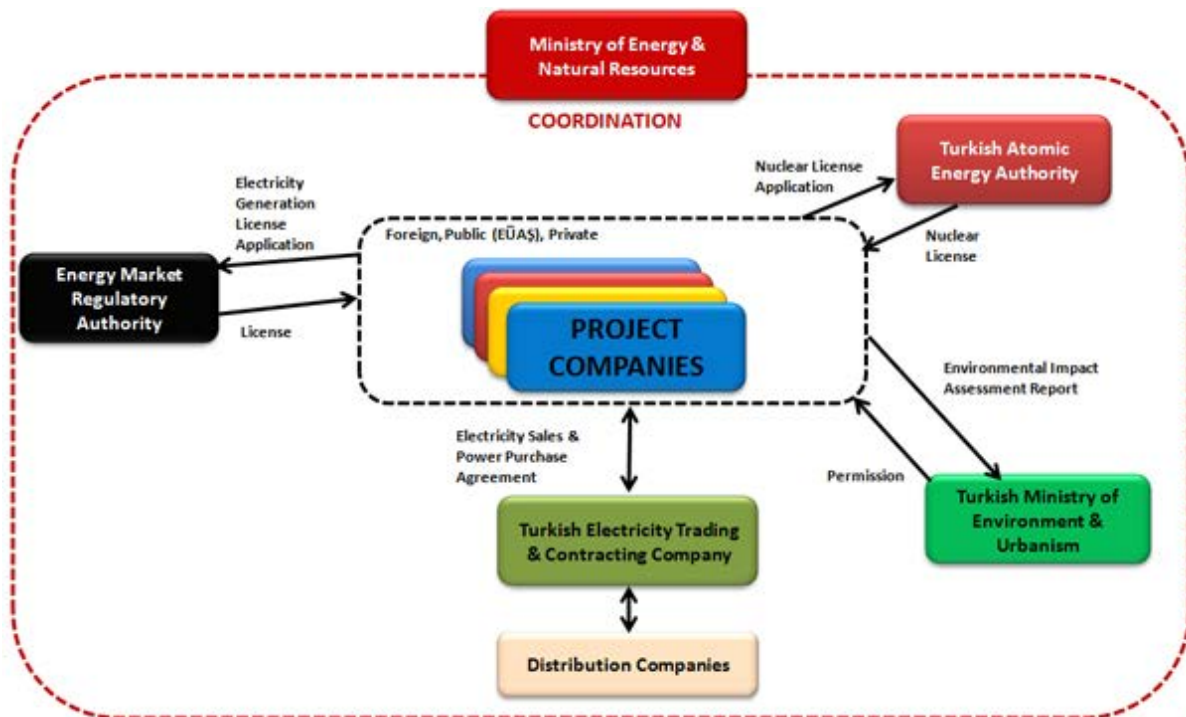 Ministry of Energy &
Natural Resources
COORDINATION
Turkish Atomic
Energy Authority
Nuclear License
Application
Nuclear
License
Electricity
Generation
License
Application
Foreign, Public (EÜAŞ), Private
Energy Market
Regulatory
Authority
License
PROJECT
COMPANIES
Environmental Impact
Assessment Report
Electricity Sales &
Power Purchase
Agreement
Permission
Turkish Ministry of
Environment &
Urbanism
Turkish Electricity Trading
& Contracting Company
Distribution Companies